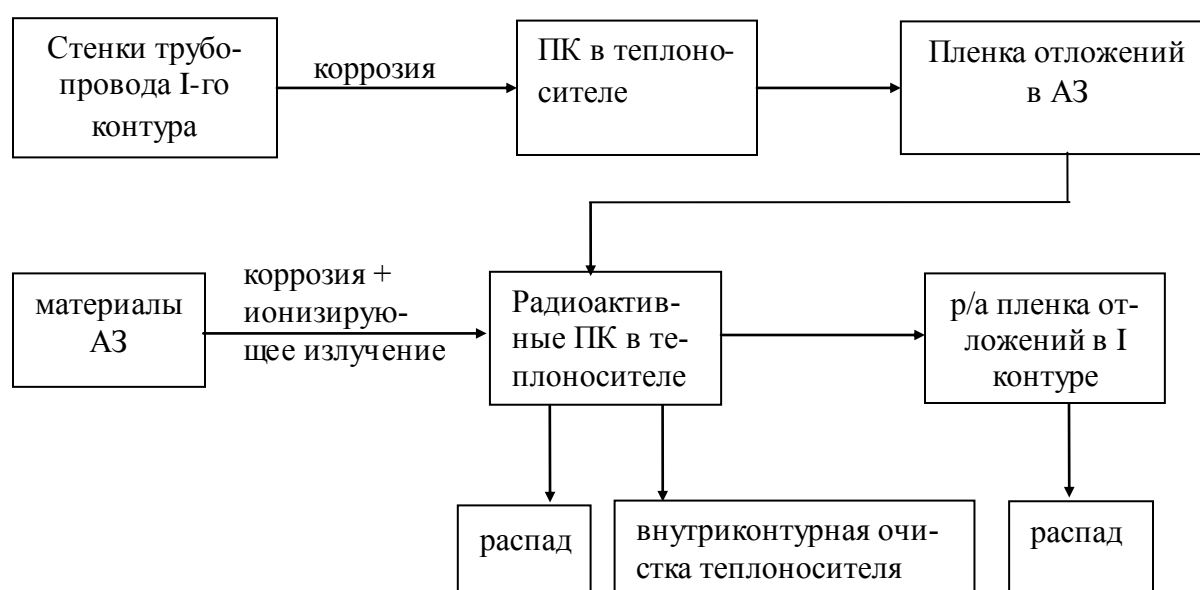 Стенки трубо-
провода I-го
контура
коррозия
ПК в теплоно-
сителе
Пленка отложений
в АЗ
материалы
АЗ
коррозия +
ионизирую-
щее излучение
Радиоактив-
ные ПК в те-
плоносителе
р/а пленка от-
ложений в I
контуре
распад
внутриконтурная очи-
стка теплоносителя
распад